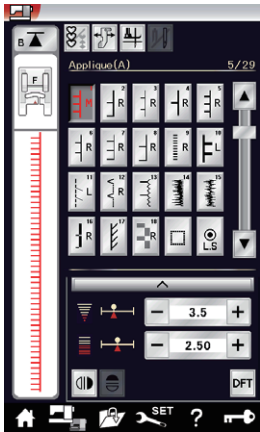 B
F
Applique(A) 5/29
M 2 R 3 R 4 R 5 R
6 R 7 R 8 R 9 R 10 L
11 L 12 R 13 14 15
16 R 17 18 R L.S
3.5
2.50
DFT
SET ?